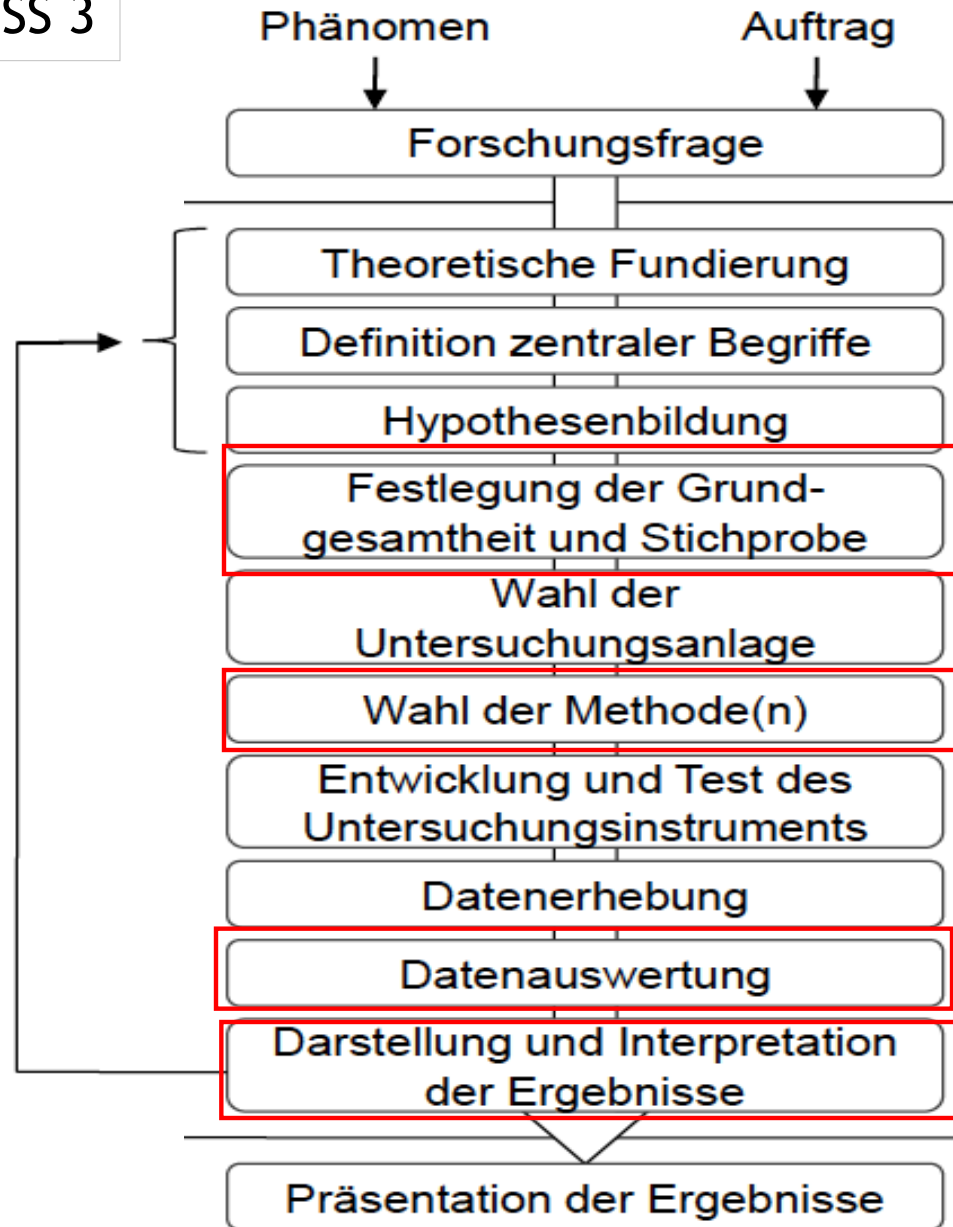 SS 3
Phänomen Auftrag
Forschungsfrage
Theoretische Fundierung
Definition zentraler Begriffe
Hypothesenbildung
Festlegung der Grund-
gesamtheit und Stichprobe
Wahl der
Untersuchungsanlage
Wahl der Methode(n)
Entwicklung und Test des
Untersuchungsinstruments
Datenerhebung
Datenauswertung
Darstellung und Interpretation
der Ergebnisse
Präsentation der Ergebnisse